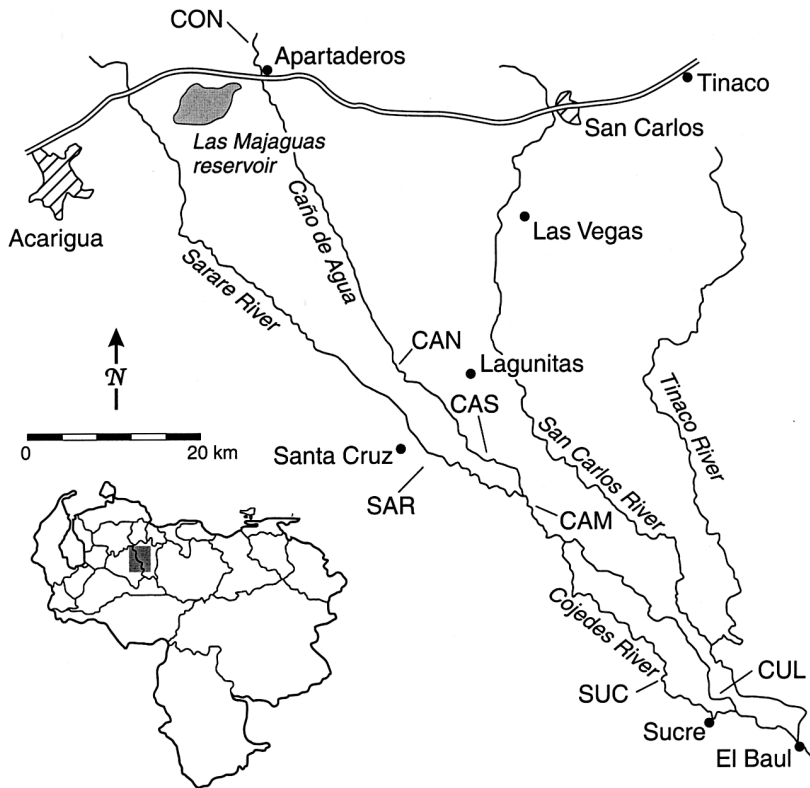 CON
Apartaderos
Tinaco
Las Majaguas
reservoir
San Carlos
Acarigua
Caño de Agua
Las Vegas
Sarare River
CAN
N
Lagunitas
Tinaco River
CAS
San Carlos River
0 20 km
Santa Cruz
SAR
CAM
Cojedes River
CUL
SUC
Sucre
El Baul